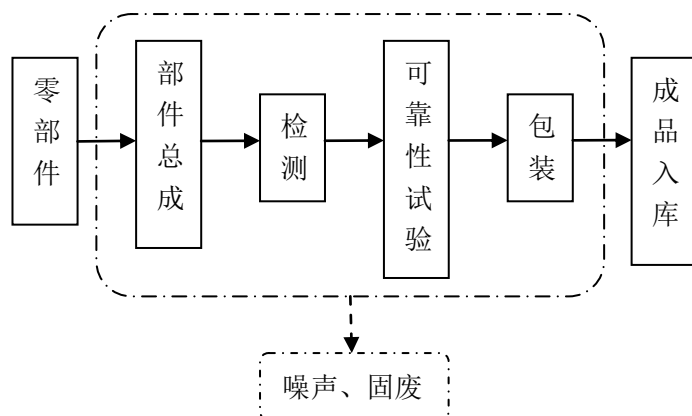 零部件
部件总成
检测
可靠性试验
包装
成品入库
噪声、固废